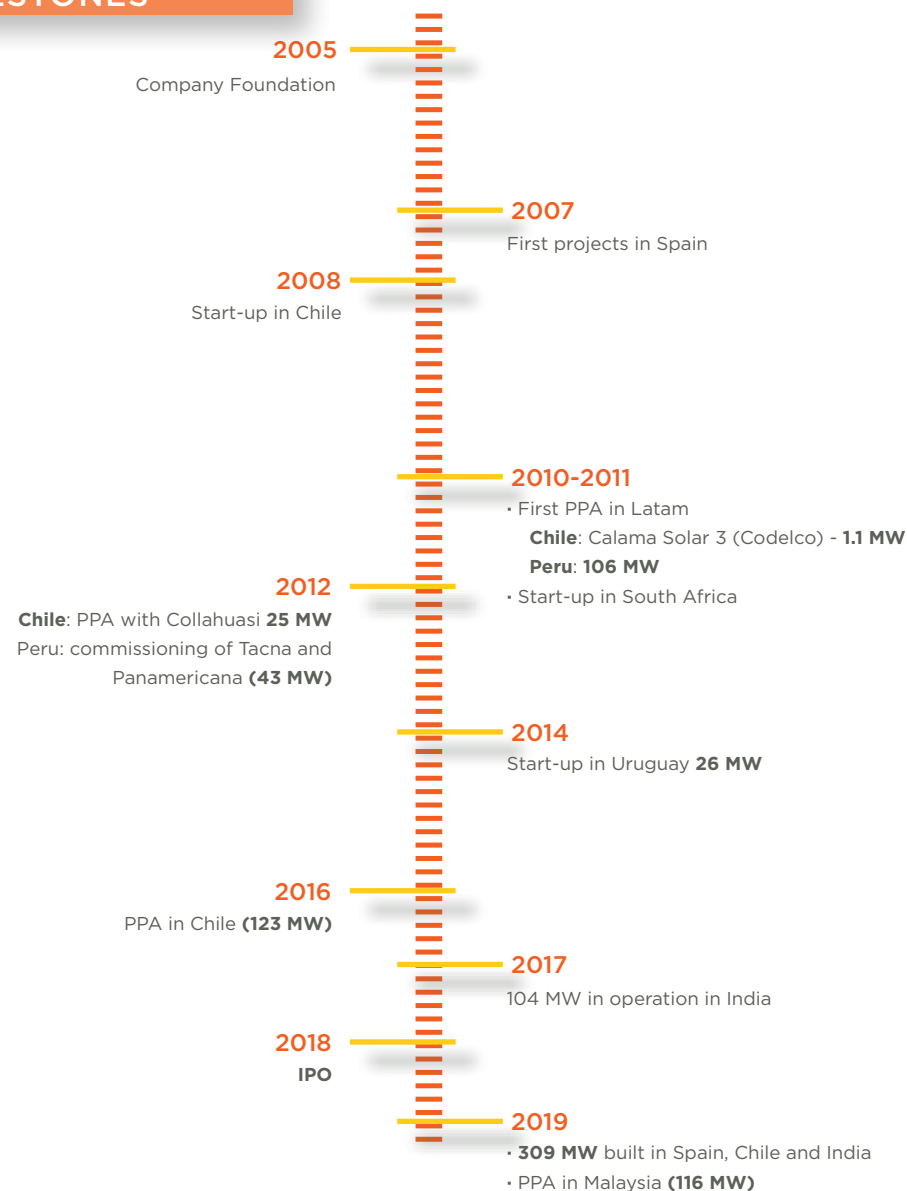 2005
Company Foundation
2007
First projects in Spain
2008
Start-up in Chile
2010-2011
· First PPA in Latam
Chile: Calama Solar 3 (Codelco) - 1.1 MW
Peru: 106 MW
· Start-up in South Africa
2012
Chile: PPA with Collahuasi 25 MW
Peru: commissioning of Tacna and
Panamericana (43 MW)
2014
Start-up in Uruguay 26 MW
2016
PPA in Chile (123 MW)
2017
104 MW in operation in India
2018
IPO
2019
· 309 MW built in Spain, Chile and India
· PPA in Malaysia (116 MW)